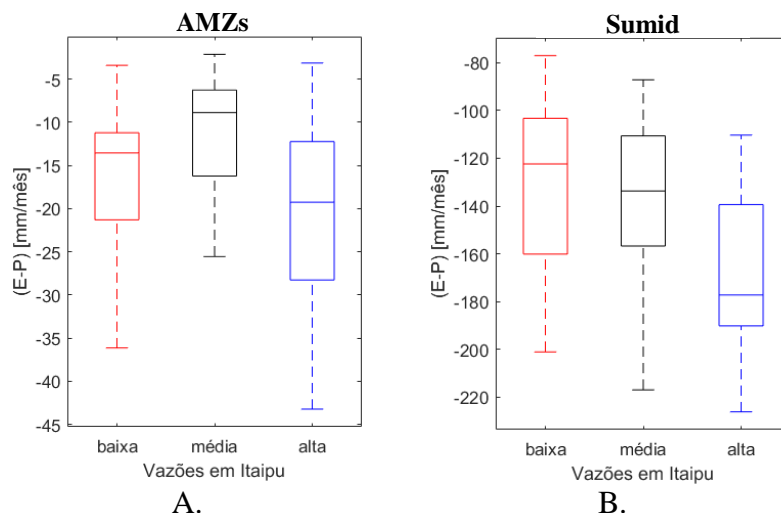 AMZs
(E-P) [mm/mês]
-5
-10
-15
-20
-25
-30
-35
-40
-45
baixa média alta
Vazões em Itaipu
A.
Sumid
(E-P) [mm/mês]
-80
-100
-120
-140
-160
-180
-200
-220
baixa média alta
Vazões em Itaipu
B.